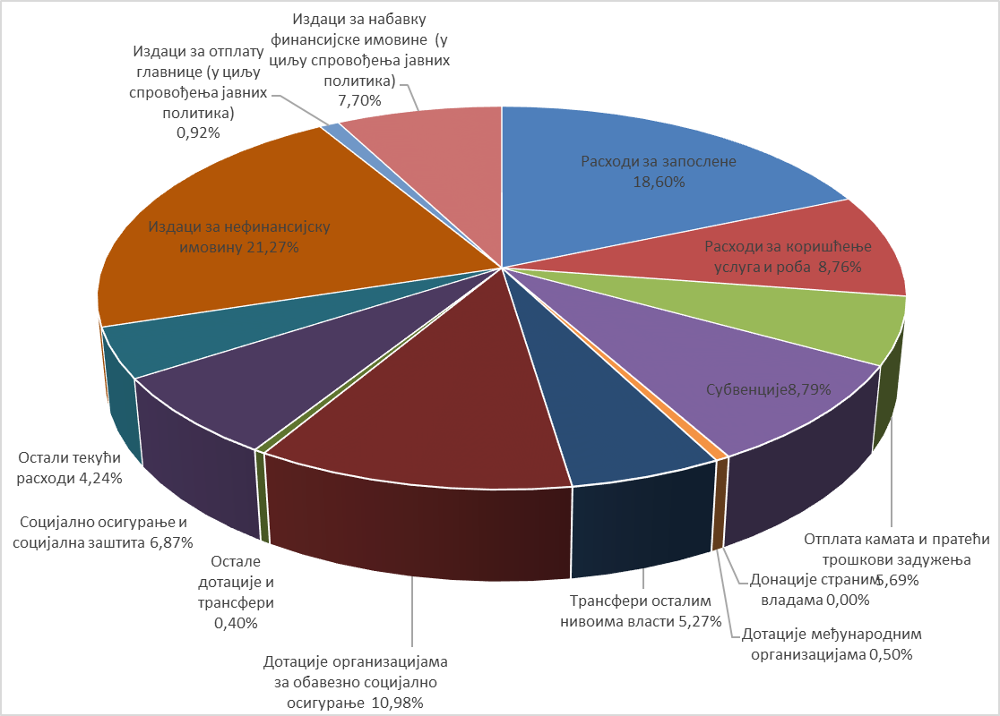 Издаци за набавку
финансијске имовине (у
циљу спровођења јавних
политика)
7,70%
Издаци за отплату
главнице (у циљу
спровођења јавних
политика)
0,92%
Расходи за запослене
18,60%
Расходи за коришћење
услуга и роба 8,76%
Издаци за нефинансијску
имовину 21,27%
Субвенције8,79%
Остали текући
расходи 4,24%
Социјално осигурање и
социјална заштита 6,87%
Остале
дотације и
трансфери
0,40%
Дотације организацијама
за обавезно социјално
осигурање 10,98%
Трансфери осталим
нивоима власти 5,27%
Отплата камата и пратећи
трошкови задужења
5,69%
Донације страним
владама 0,00%
Дотације међународним
организацијама 0,50%